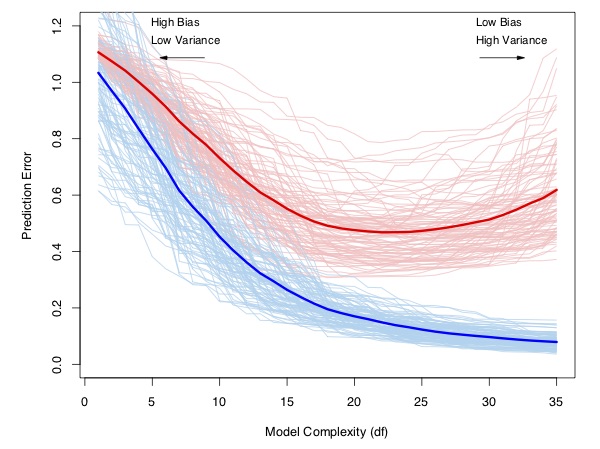 High Bias
Low Variance
Low Bias
High Variance
Prediction Error
1.2
1.0
0.8
0.6
0.4
0.2
0.0
0 5 10 15 20 25 30 35
Model Complexity (df)